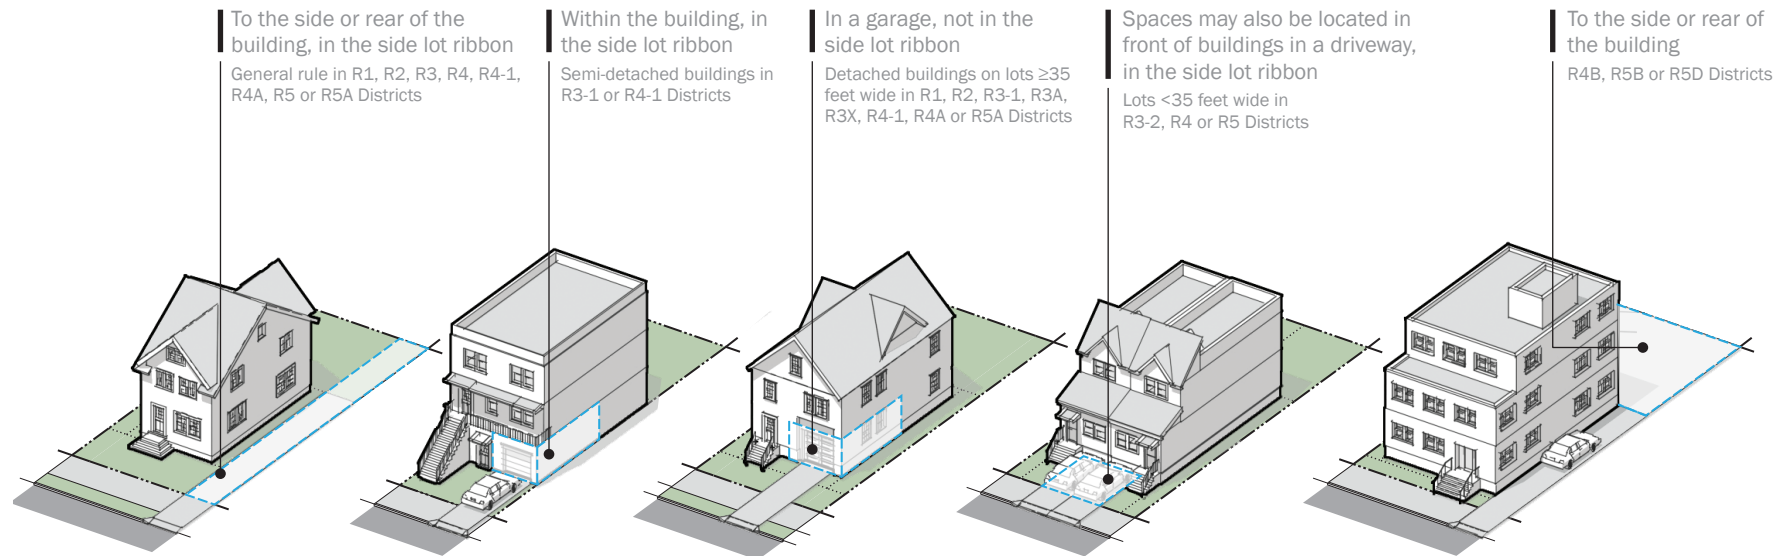 To the side or rear of the
building, in the side lot ribbon
General rule in R1, R2, R3, R4, R4-1,
R4A, R5 or R5A Districts
Within the building, in
the side lot ribbon
Semi-detached buildings in
R3-1 or R4-1 Districts
In a garage, not in the
side lot ribbon
Detached buildings on lots ≥35
feet wide in R1, R2, R3-1, R3A,
R3X, R4-1, R4A or R5A Districts
Spaces may also be located in
front of buildings in a driveway,
in the side lot ribbon
Lots <35 feet wide in
R3-2, R4 or R5 Districts
To the side or rear of
the building
R4B, R5B or R5D Districts